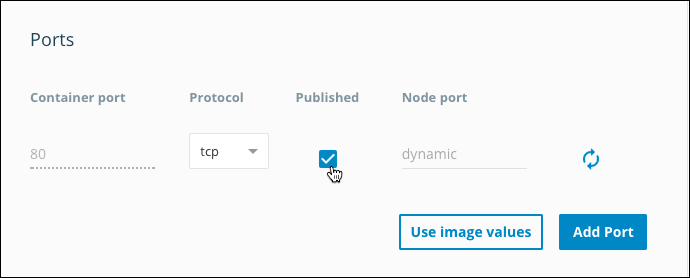 Ports
Container port Protocol Published Node port
80 tcp dynamic
Use image values Add Port